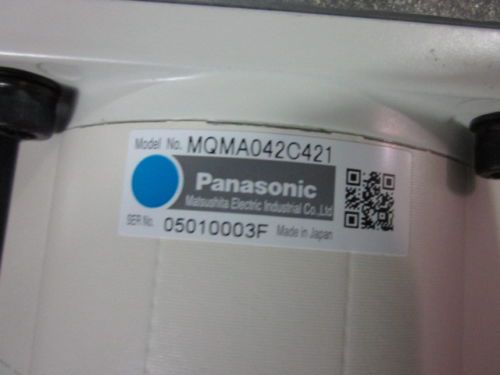 Model No. MQMA042C421
Panasonic
Matsushita Electric Industrial Co.,Ltd
SER No. 05010003F Made in Japan